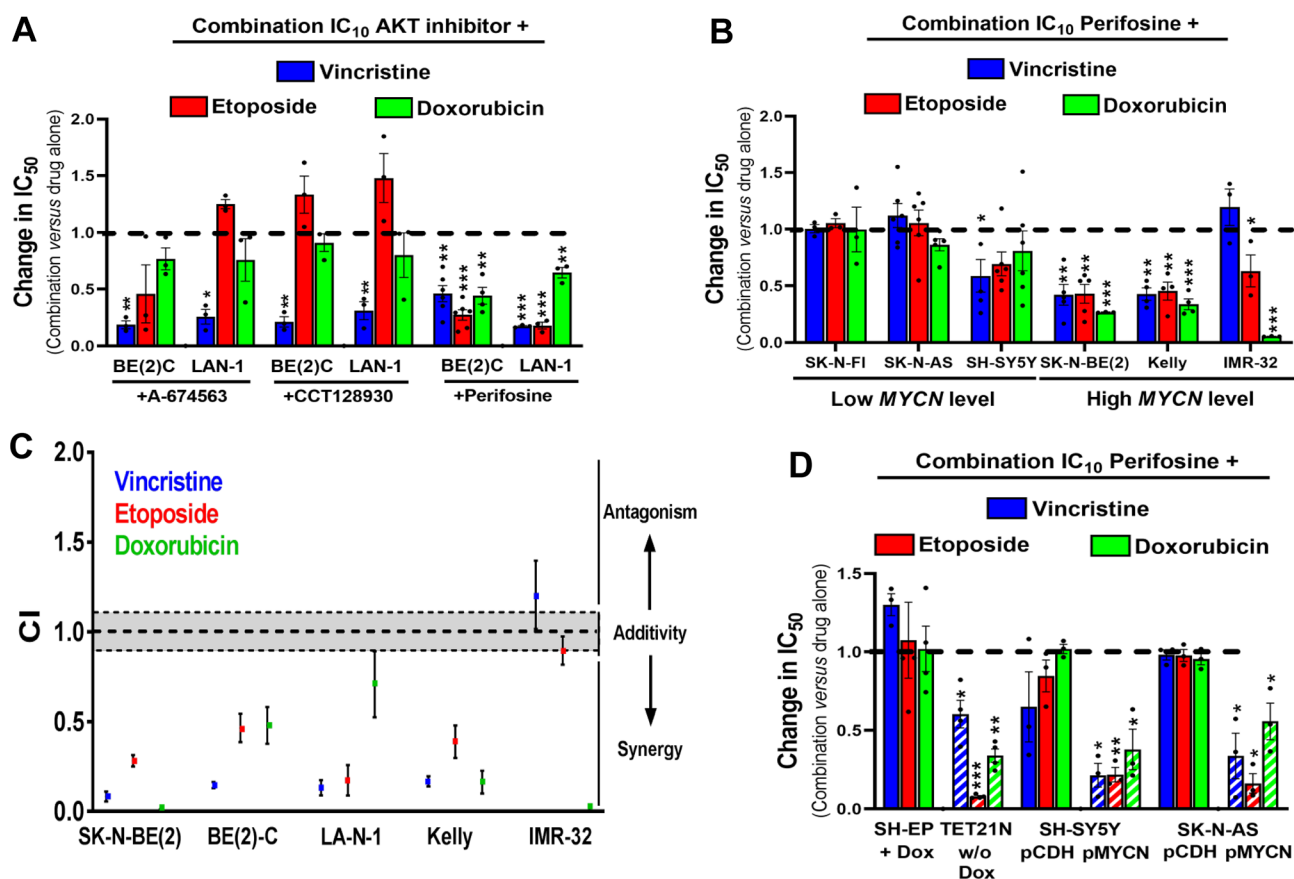 A
Combination IC10 AKT inhibitor +
Vincristine
Etoposide
Doxorubicin
Change in IC50
(Combination versus drug alone)
2.0
1.5
1.0
0.5
0.0
** * ** ** ** *** ** *** *** **
BE(2)C LAN-1 BE(2)C LAN-1 BE(2)C LAN-1
+A-674563 +CCT128930 +Perifosine
B
Combination IC10 Perifosine +
Vincristine
Etoposide
Doxorubicin
Change in IC50
(Combination versus drug alone)
2.0
1.5
1.0
0.5
0.0
* ** ** *** *** *** *** * ***
SK-N-FI SK-N-AS SH-SY5Y SK-N-BE(2) Kelly IMR-32
Low MYCN level High MYCN level
C
CI
2.0
1.5
1.0
0.5
0.0
Vincristine
Etoposide
Doxorubicin
Antagonism
Additivity
Synergy
SK-N-BE(2) BE(2)-C LA-N-1 Kelly IMR-32
D
Combination IC10 Perifosine +
Vincristine
Etoposide
Doxorubicin
Change in IC50
(Combination versus drug alone)
1.5
1.0
0.5
0.0
* *** ** * ** * * * *
SH-EP TET21N SH-SY5Y SK-N-AS
+ Dox w/o pCDH pMYCN pCDH pMYCN
Dox